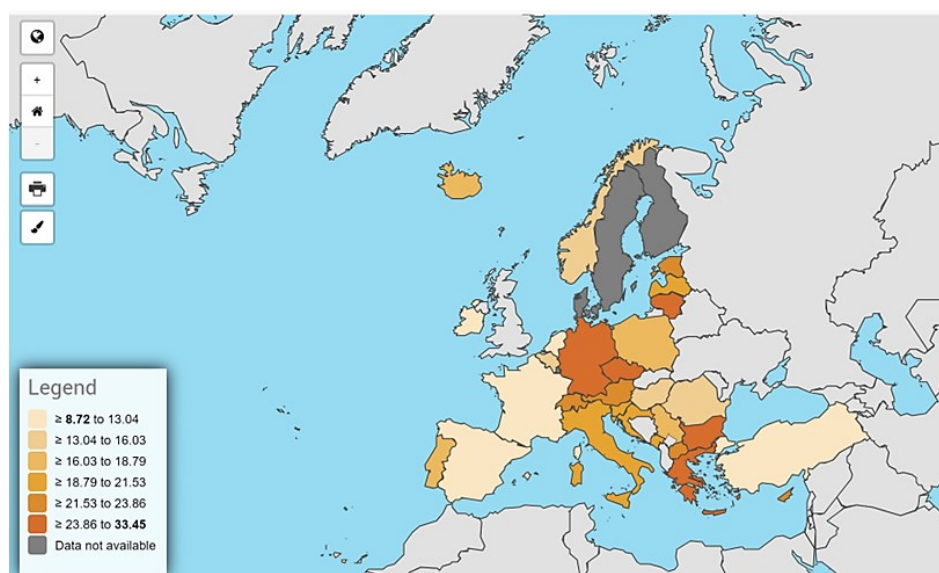 +
-
Legend
≥ 8.72 to 13.04
≥ 13.04 to 16.03
≥ 16.03 to 18.79
≥ 18.79 to 21.53
≥ 21.53 to 23.86
≥ 23.86 to 33.45
Data not available